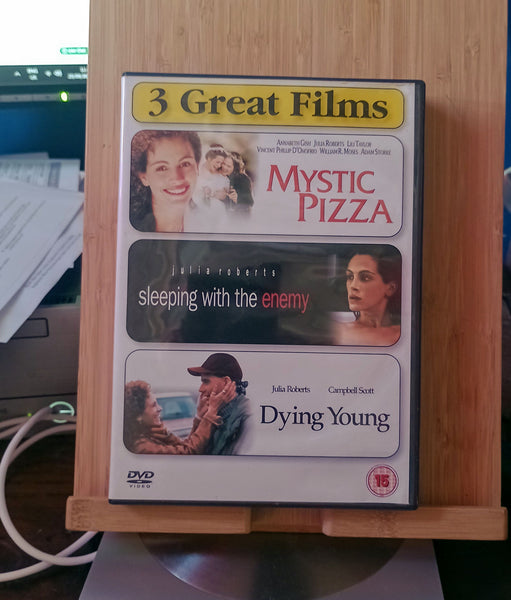 3 Great Films
ANNABETH GISH JULIA ROBERTS LILI TAYLOR
VINCENT PHILLIP D'ONOFRIO WILLIAM R. MOSES ADAM STORKE
MYSTIC
PIZZA
julia roberts
sleeping with the enemy
Julia Roberts Campbell Scott
Dying Young
DVD
VIDEO
15